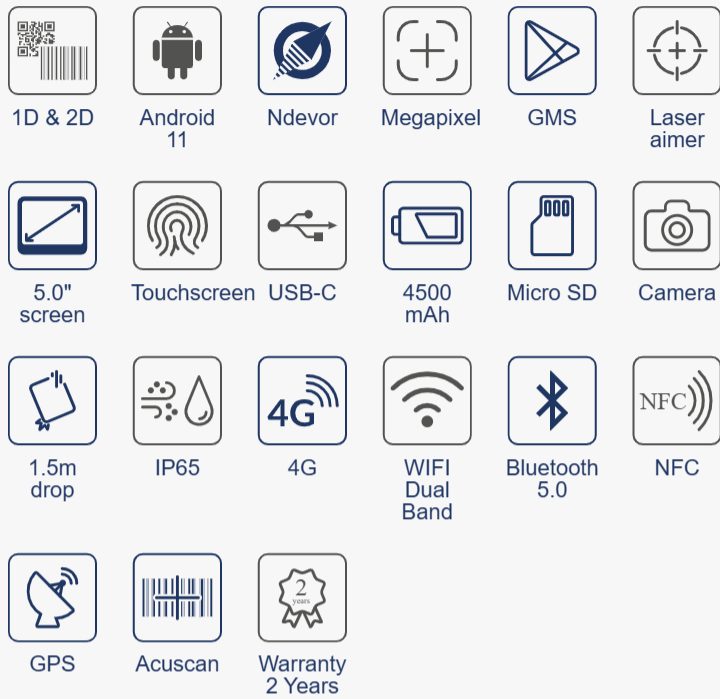 1D & 2D
Android
11
Ndevor
Megapixel
GMS
Laser
aimer
5.0"
screen
Touchscreen
USB-C
4500
mAh
Micro SD
Camera
4G
NFC
1.5m
drop
IP65
4G
WIFI
Dual
Band
Bluetooth
5.0
NFC
2
years
GPS
Acuscan
Warranty
2 Years